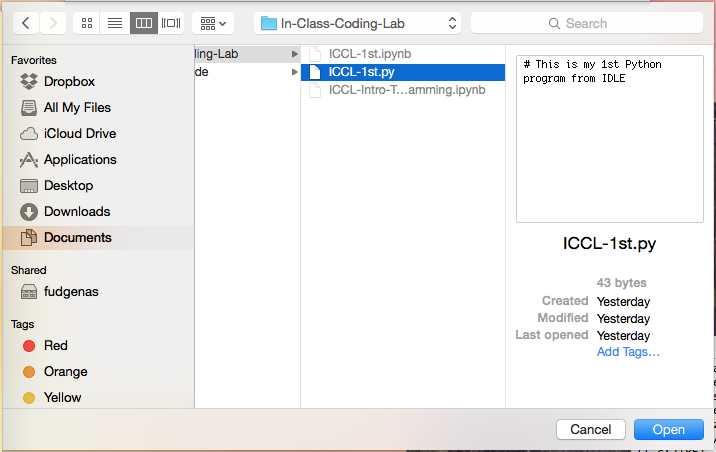 In-Class-Coding-Lab
Search
Favorites
Dropbox
All My Files
iCloud Drive
Applications
Desktop
Downloads
Documents
Shared
fudgenas
Tags
Red
Orange
Yellow
ling-Lab
de
ICCL-1st.ipynb
ICCL-1st.py
ICCL-Intro-T...amming.ipynb
# This is my 1st Python
program from IDLE
ICCL-1st.py
43 bytes
Created Yesterday
Modified Yesterday
Last opened Yesterday
Add Tags...
Cancel
Open